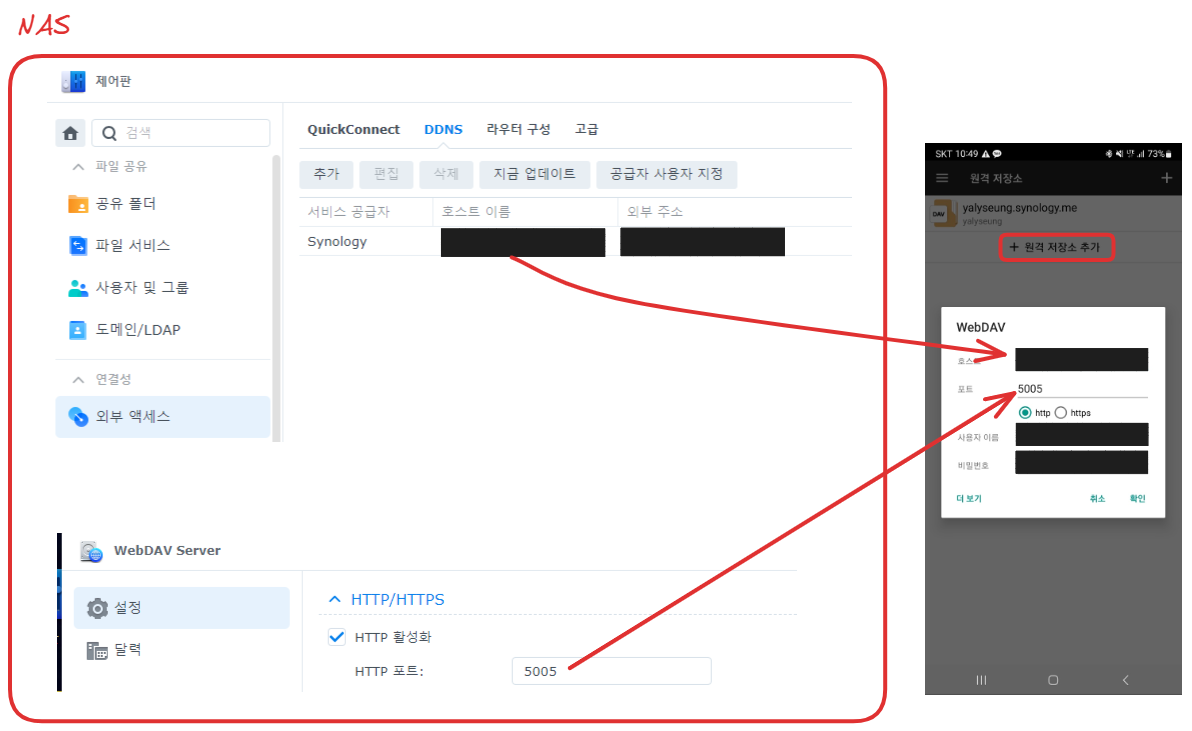 NAS
제어판
검색
파일 공유
공유 폴더
파일 서비스
사용자 및 그룹
도메인/LDAP
연결성
외부 액세스
QuickConnect DDNS 라우터 구성 고급
추가 편집 삭제 지금 업데이트 공급자 사용자 지정
서비스 공급자 호스트 이름 외부 주소
Synology
WebDAV Server
설정
달력
HTTP/HTTPS
HTTP 활성화
HTTP 포트: 5005
SKT 10:49 73%
원격 저장소
DAV
yalyseung.synology.me
yalyseung
+ 원격 저장소 추가
WebDAV
호스트
포트 5005
http https
사용자 이름
비밀번호
더 보기 취소 확인